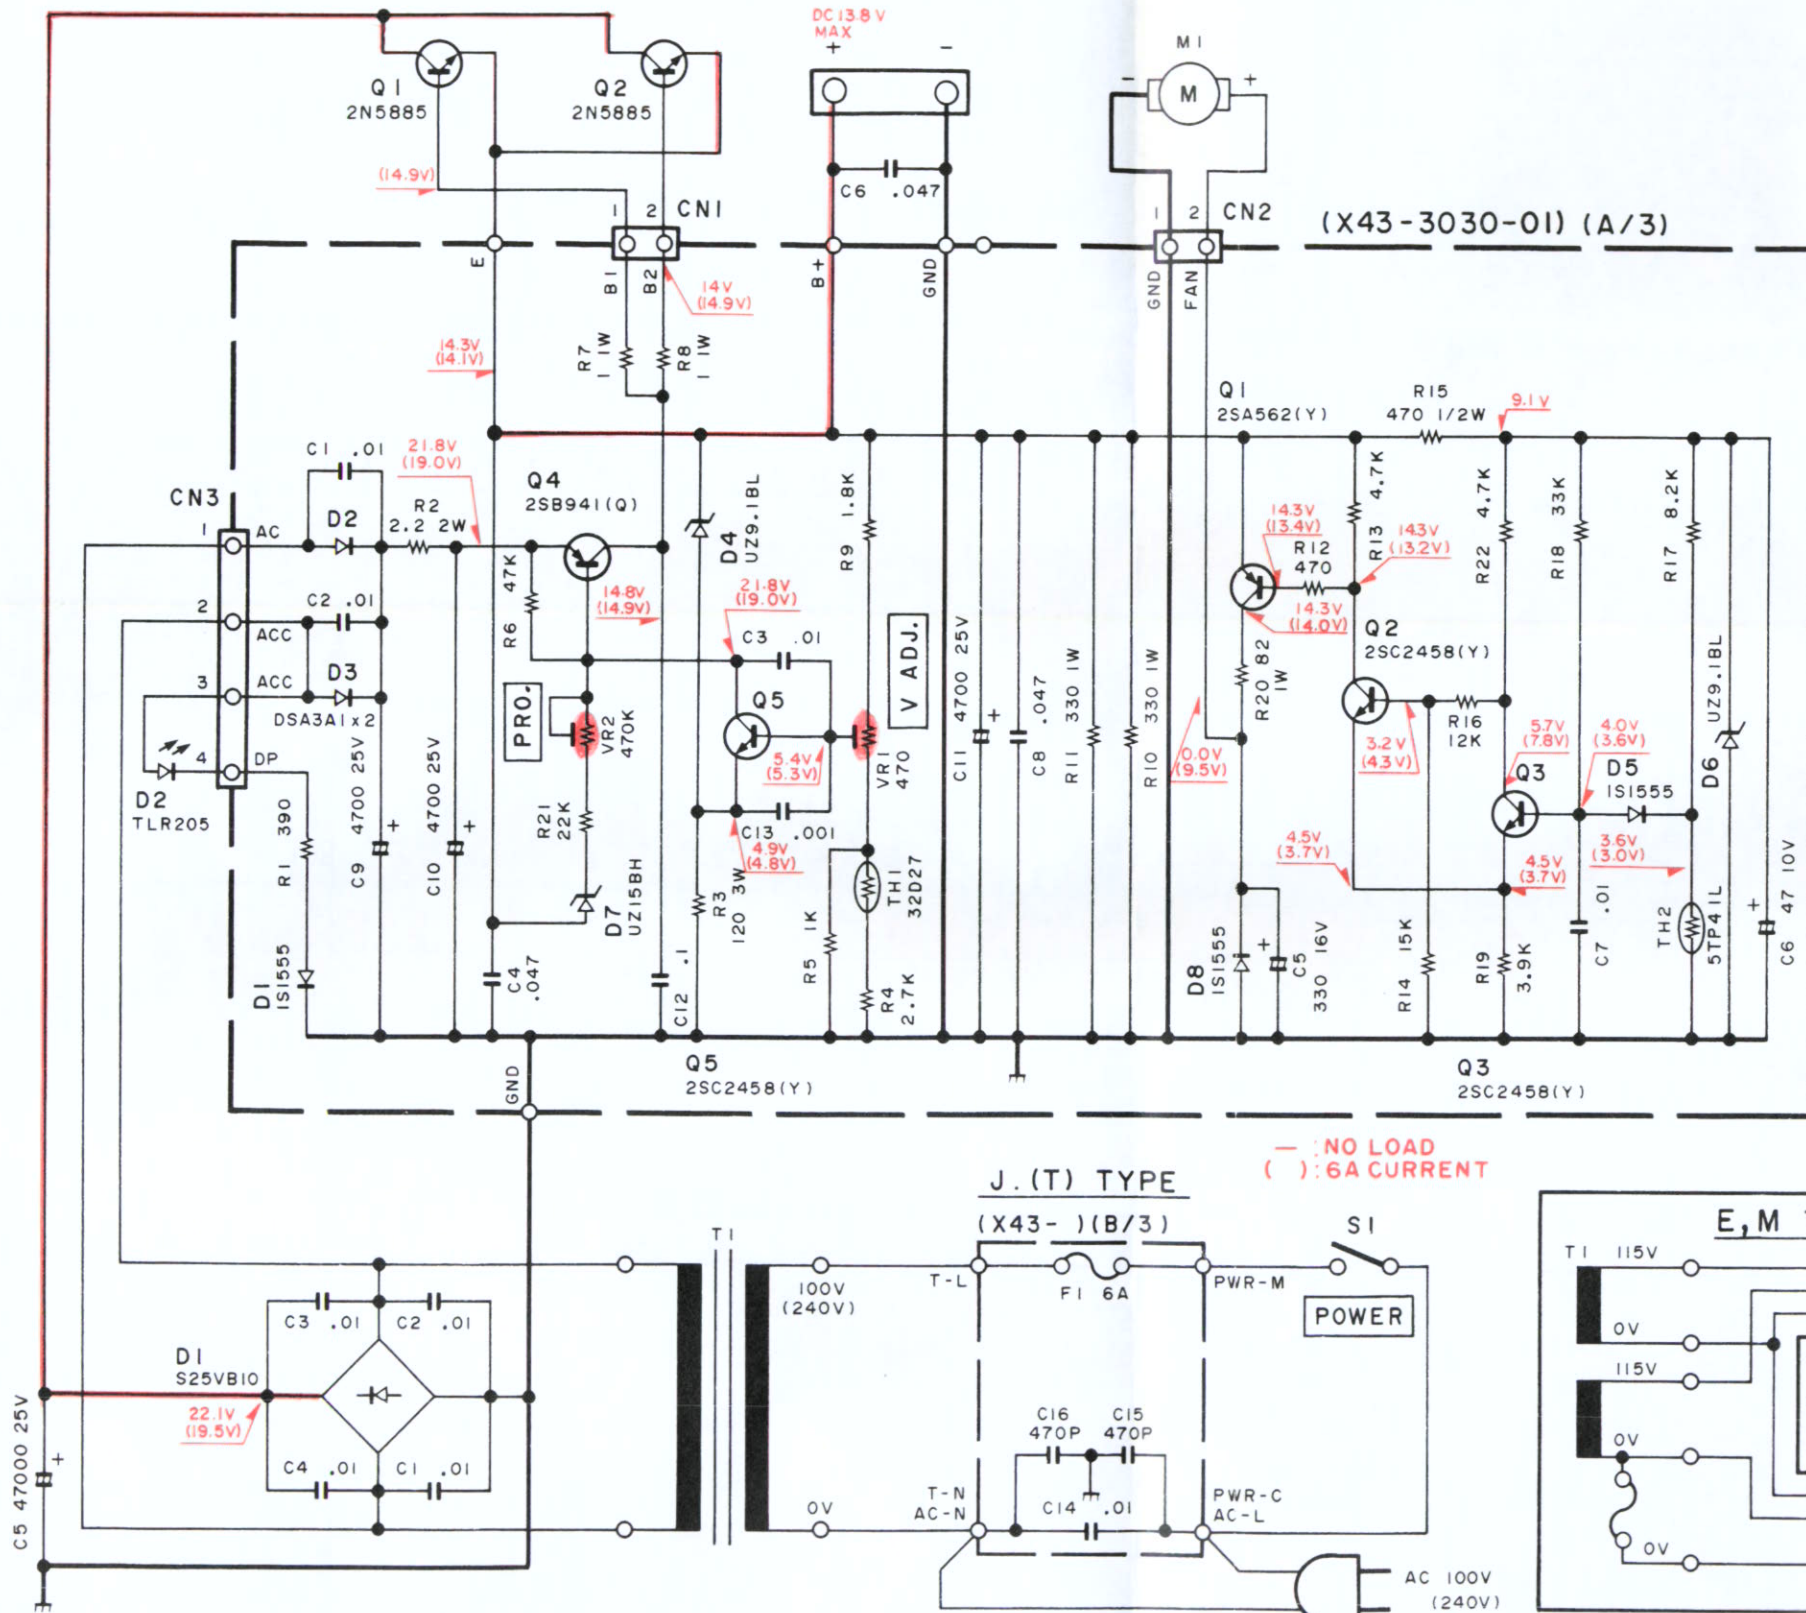 DC 13.8V
MAX
+ -
M1
- M +
Q1
2N5885
Q2
2N5885
(14.9V)
C6 .047
1 2 CN1
1 2 CN2
(X43-3030-01) (A/3)
E
B1
B2
B+
GND
GND
FAN
14V
(14.9V)
14.3V
(14.1V)
R7
1 1W
R8
1 1W
Q1
2SA562(Y)
R15
470 1/2W
9.1V
C1 .01
21.8V
(19.0V)
CN3
R2
2.2 2W
Q4
2SB941(Q)
D4
UZ9.1BL
R9 1.8K
R13 4.7K
R22 4.7K
R18 33K
R17 8.2K
1 AC
D2
R6 47K
14.3V
(13.4V)
R12
470
14.3V
(13.2V)
14.8V
(14.9V)
21.8V
(19.0V)
14.3V
(14.0V)
2
C2 .01
ACC
C3 .01
V ADJ.
Q2
2SC2458(Y)
3 ACC
D3
DSA3A1x2
PRO.
VR2
470K
Q5
VR1
470
5.4V
(5.3V)
C11 4700 25V
+
C8 .047
R11 330 1W
R10 330 1W
0.0V
(9.5V)
R20 82
1W
R16
12K
3.2V
(4.3V)
5.7V
(7.8V)
4.0V
(3.6V)
D6 UZ9.1BL
4 DP
D2
TLR205
Q3
D5
1S1555
R1 390
C9 4700 25V
+
C10 4700 25V
+
R21
22K
C13 .001
4.9V
(4.8V)
4.5V
(3.7V)
4.5V
(3.7V)
3.6V
(3.0V)
D7
UZ15BH
R3
120 3W
R5 1K
TH1
32D27
D1
1S1555
C4
.047
C12 .1
R4
2.7K
D8
1S1555
+
C5
330 16V
R14 15K
R19
3.9K
C7 .01
TH2
5TP41L
+
C6 47 10V
GND
Q5
2SC2458(Y)
Q3
2SC2458(Y)
— : NO LOAD
( ) : 6A CURRENT
J.(T) TYPE
(X43- )(B/3)
S1
E, M
T1
100V
(240V)
T-L
F1 6A
PWR-M
POWER
T1 115V
0V
115V
0V
0V
C3 .01
C2 .01
D1
S25VB10
22.1V
(19.5V)
C5 47000 25V
+
C4 .01
C1 .01
C16
470P
C15
470P
0V
T-N
AC-N
C14 .01
PWR-C
AC-L
AC 100V
(240V)